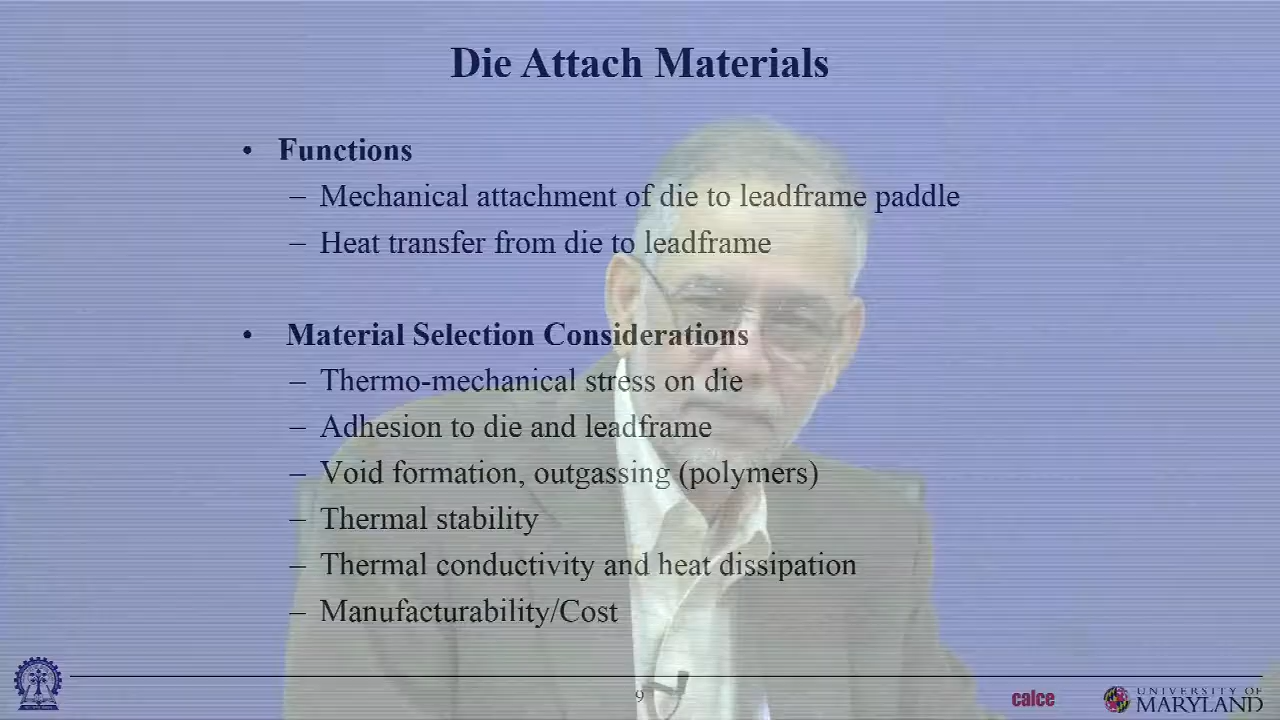 Die Attach Materials
• Functions
– Mechanical attachment of die to leadframe paddle
– Heat transfer from die to leadframe
• Material Selection Considerations
– Thermo-mechanical stress on die
– Adhesion to die and leadframe
– Void formation, outgassing (polymers)
– Thermal stability
– Thermal conductivity and heat dissipation
– Manufacturability/Cost
9
calce
UNIVERSITY OF
MARYLAND